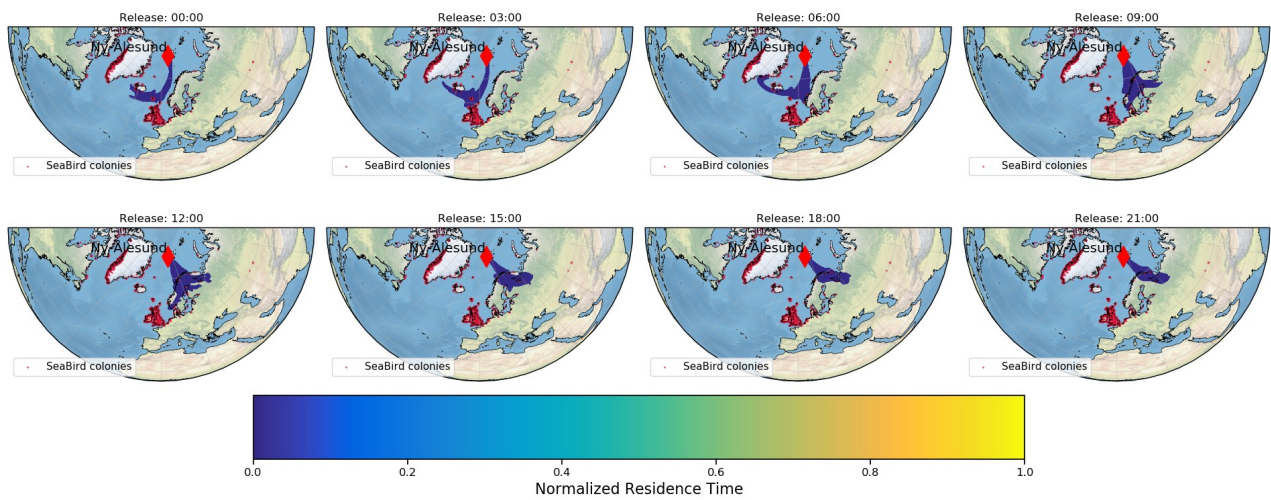 Release: 00:00
Release: 03:00
Release: 06:00
Release: 09:00
Ny-Ålesund
Ny-Ålesund
Ny-Ålesund
Ny-Ålesund
SeaBird colonies
SeaBird colonies
SeaBird colonies
SeaBird colonies
Release: 12:00
Release: 15:00
Release: 18:00
Release: 21:00
Ny-Ålesund
Ny-Ålesund
Ny-Ålesund
Ny-Ålesund
SeaBird colonies
SeaBird colonies
SeaBird colonies
SeaBird colonies
0.0 0.2 0.4 0.6 0.8 1.0
Normalized Residence Time